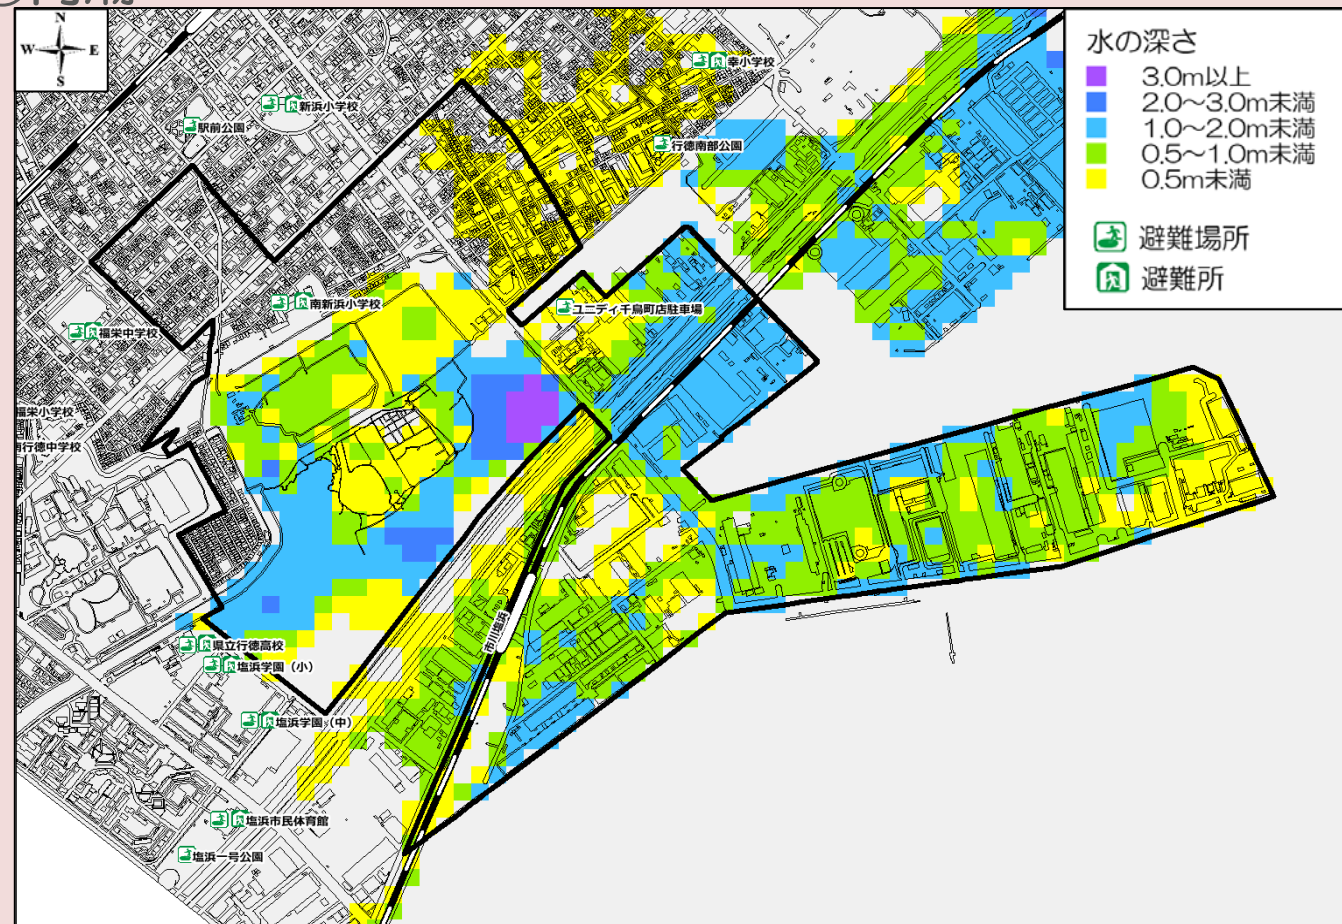 N
W E
S
水の深さ
3.0m以上
2.0～3.0m未満
1.0～2.0m未満
0.5～1.0m未満
0.5m未満
避難場所
避難所
幸小学校
新浜小学校
駅前公園
行徳南部公園
南新浜小学校
ユニディ千鳥町店駐車場
福栄中学校
福栄小学校
南行徳中学校
市川塩浜
県立行徳高校
塩浜学園（小）
塩浜学園（中）
塩浜市民体育館
塩浜一号公園